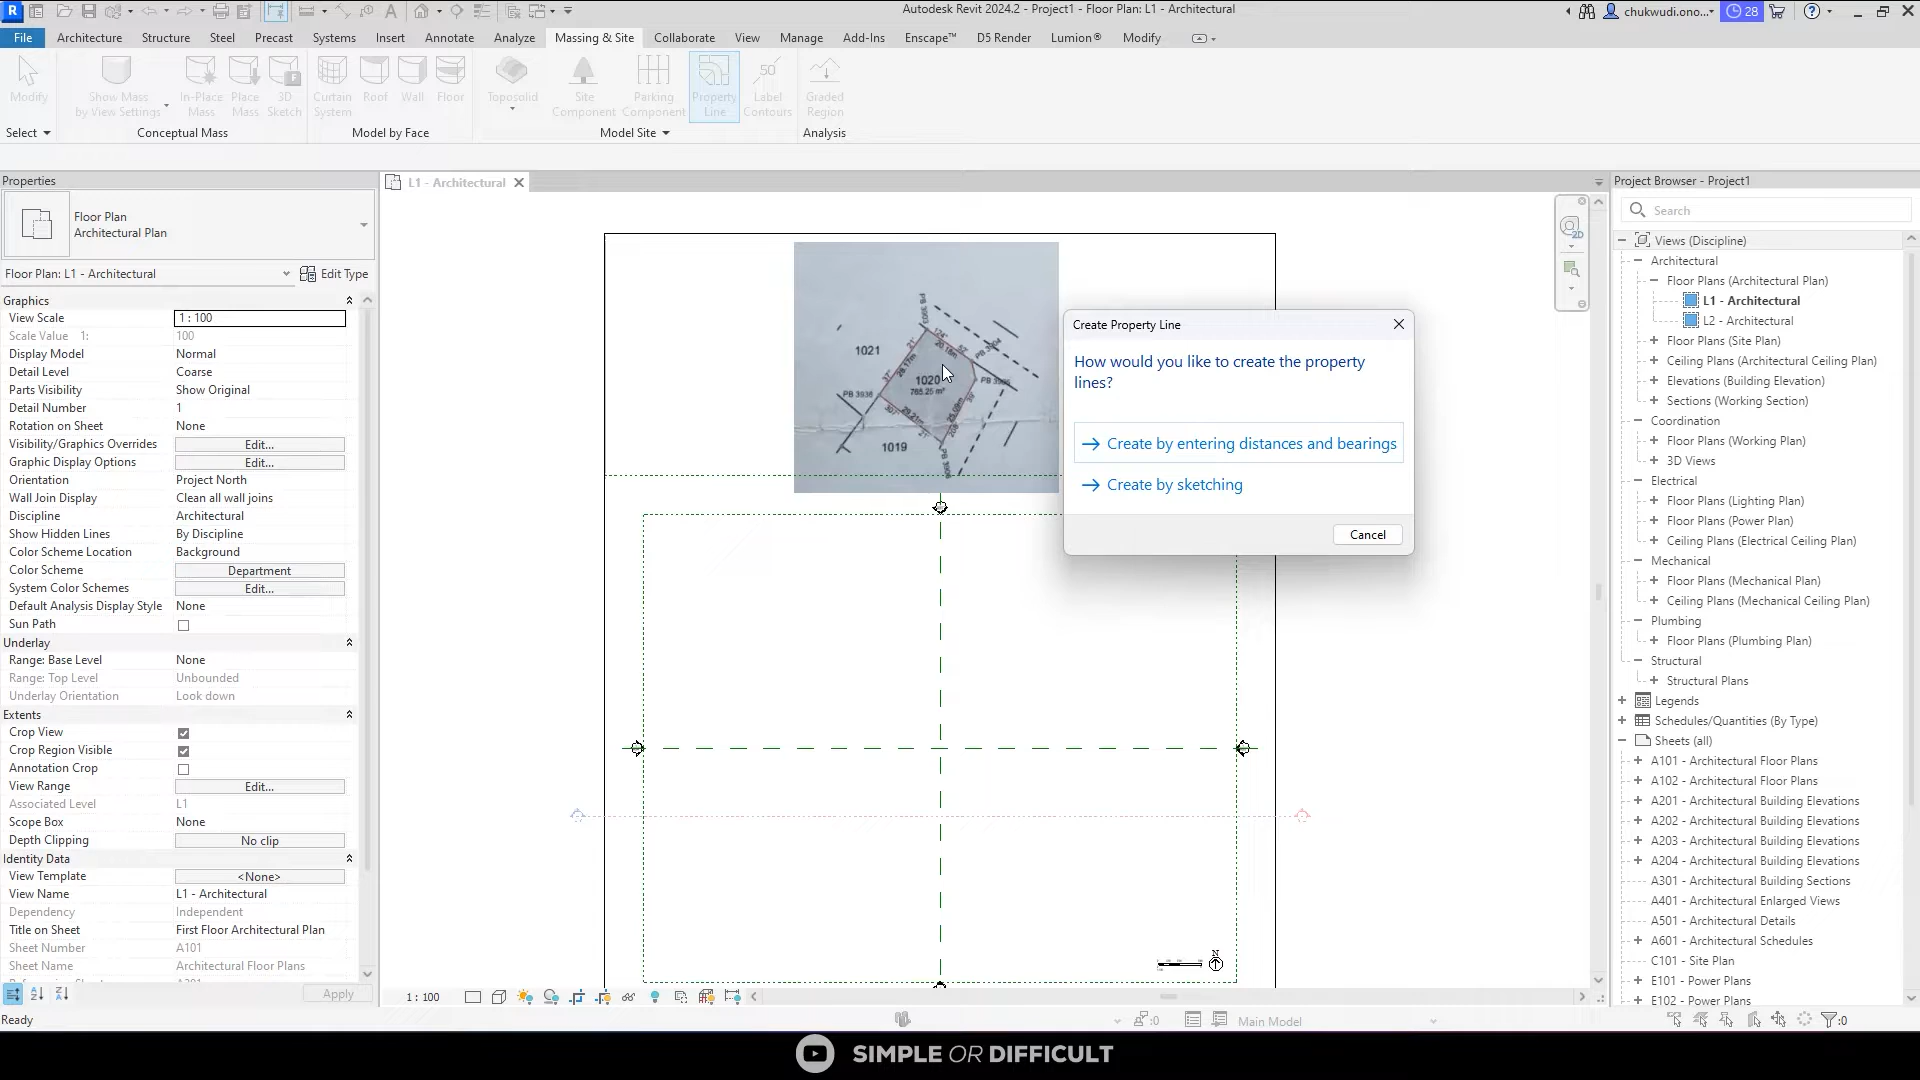 Autodesk Revit 2024.2 - Project1 - Floor Plan: L1 - Architectural
chukwudi.ono...
28
File Architecture Structure Steel Precast Systems Insert Annotate Analyze Massing & Site Collaborate View Manage Add-Ins Enscape™ D5 Render Lumion® Modify
Modify
Show Mass
by View Settings
In-Place
Mass
Place
Mass
3D
Sketch
Curtain
System
Roof
Wall
Floor
Toposolid
Site
Component
Parking
Component
Property
Line
50
Label
Contours
Graded
Region
Select
Conceptual Mass
Model by Face
Model Site
Analysis
Properties
Floor Plan
Architectural Plan
Floor Plan: L1 - Architectural
Edit Type
Graphics
View Scale 1 : 100
Scale Value 1: 100
Display Model Normal
Detail Level Coarse
Parts Visibility Show Original
Detail Number 1
Rotation on Sheet None
Visibility/Graphics Overrides Edit...
Graphic Display Options Edit...
Orientation Project North
Wall Join Display Clean all wall joins
Discipline Architectural
Show Hidden Lines By Discipline
Color Scheme Location Background
Color Scheme Department
System Color Schemes Edit...
Default Analysis Display Style None
Sun Path
Underlay
Range: Base Level None
Range: Top Level Unbounded
Underlay Orientation Look down
Extents
Crop View
Crop Region Visible
Annotation Crop
View Range Edit...
Associated Level L1
Scope Box None
Depth Clipping No clip
Identity Data
View Template <None>
View Name L1 - Architectural
Dependency Independent
Title on Sheet First Floor Architectural Plan
Sheet Number A101
Sheet Name Architectural Floor Plans
Apply
Ready
L1 - Architectural
1021
1020
785.25 m²
PB 3938
1019
N
2D
Create Property Line
How would you like to create the property
lines?
Create by entering distances and bearings
Create by sketching
Cancel
1 : 100
:0
Main Model
:0
Project Browser - Project1
Search
Views (Discipline)
Architectural
Floor Plans (Architectural Plan)
L1 - Architectural
L2 - Architectural
Floor Plans (Site Plan)
Ceiling Plans (Architectural Ceiling Plan)
Elevations (Building Elevation)
Sections (Working Section)
Coordination
Floor Plans (Working Plan)
3D Views
Electrical
Floor Plans (Lighting Plan)
Floor Plans (Power Plan)
Ceiling Plans (Electrical Ceiling Plan)
Mechanical
Floor Plans (Mechanical Plan)
Ceiling Plans (Mechanical Ceiling Plan)
Plumbing
Floor Plans (Plumbing Plan)
Structural
Structural Plans
Legends
Schedules/Quantities (By Type)
Sheets (all)
A101 - Architectural Floor Plans
A102 - Architectural Floor Plans
A201 - Architectural Building Elevations
A202 - Architectural Building Elevations
A203 - Architectural Building Elevations
A204 - Architectural Building Elevations
A301 - Architectural Building Sections
A401 - Architectural Enlarged Views
A501 - Architectural Details
A601 - Architectural Schedules
C101 - Site Plan
E101 - Power Plans
E102 - Power Plans
SIMPLE OR DIFFICULT